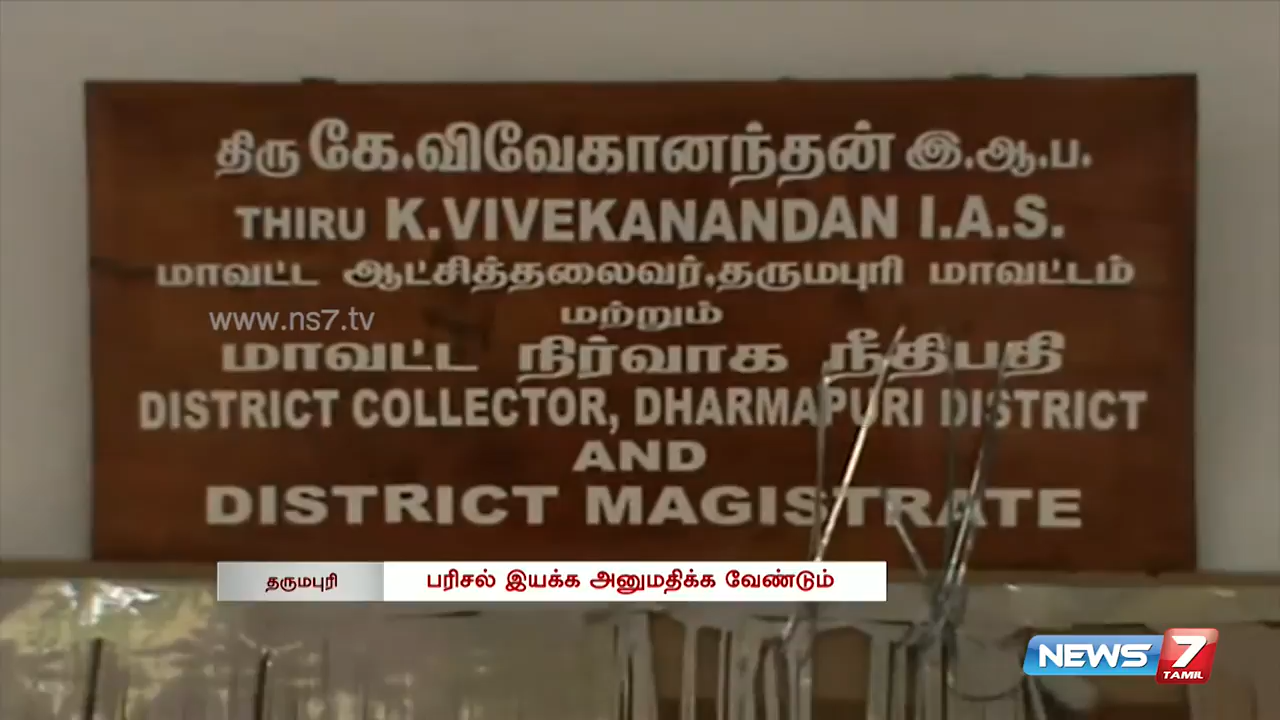 திரு கே.விவேகானந்தன் இ.ஆ.ப.
THIRU K.VIVEKANANDAN I.A.S.
மாவட்ட ஆட்சித்தலைவர்,தருமபுரி மாவட்டம்
www.ns7.tv
மற்றும்
மாவட்ட நிர்வாக நீதிபதி
DISTRICT COLLECTOR, DHARMAPURI DISTRICT
AND
DISTRICT MAGISTRATE
தருமபுரி
பரிசல் இயக்க அனுமதிக்க வேண்டும்
NEWS 7
TAMIL